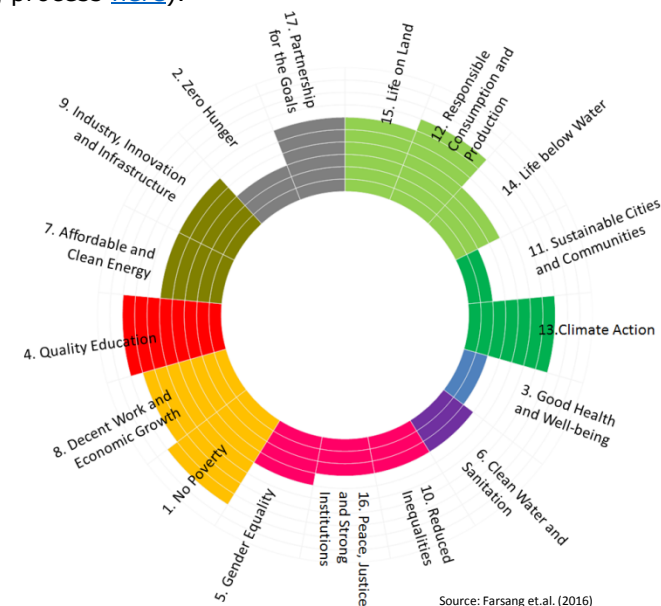 process here).
17. Partnership
for the Goals
15. Life on Land
12. Responsible
Consumption and
Production
14. Life below Water
11. Sustainable Cities
and Communities
13.Climate Action
3. Good Health
and Well-being
6. Clean Water and
Sanitation
10. Reduced
Inequalities
16. Peace, Justice
and Strong
Institutions
5. Gender Equality
1. No Poverty
8. Decent Work and
Economic Growth
4. Quality Education
7. Affordable and
Clean Energy
9. Industry, Innovation
and Infrastructure
2. Zero Hunger
Source: Farsang et.al. (2016)